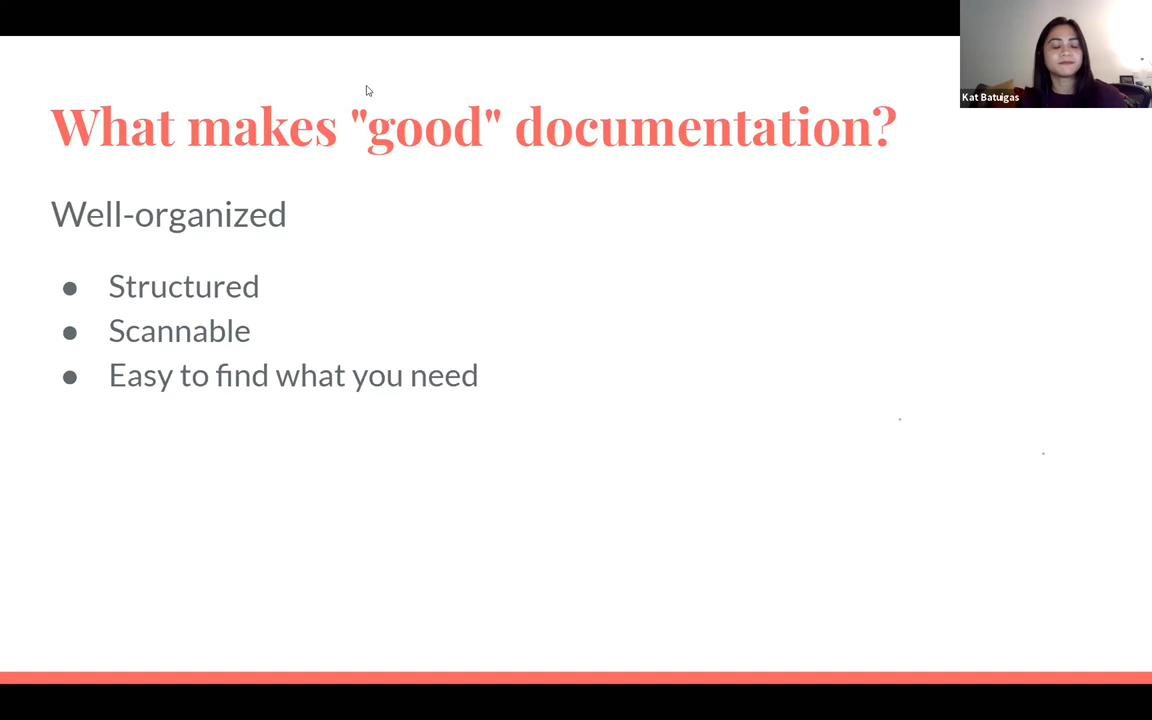 What makes "good" documentation?
Kat Batuigas
Well-organized
● Structured
● Scannable
● Easy to find what you need